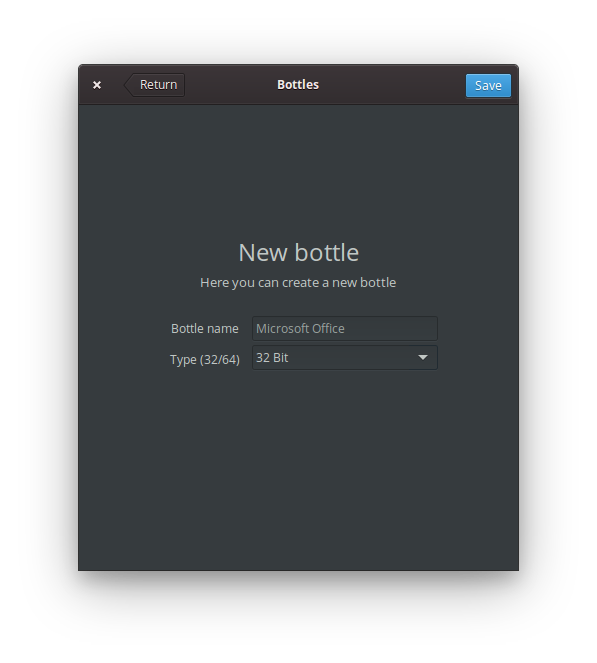 Return
Bottles
Save
New bottle
Here you can create a new bottle
Bottle name
Microsoft Office
Type (32/64)
32 Bit